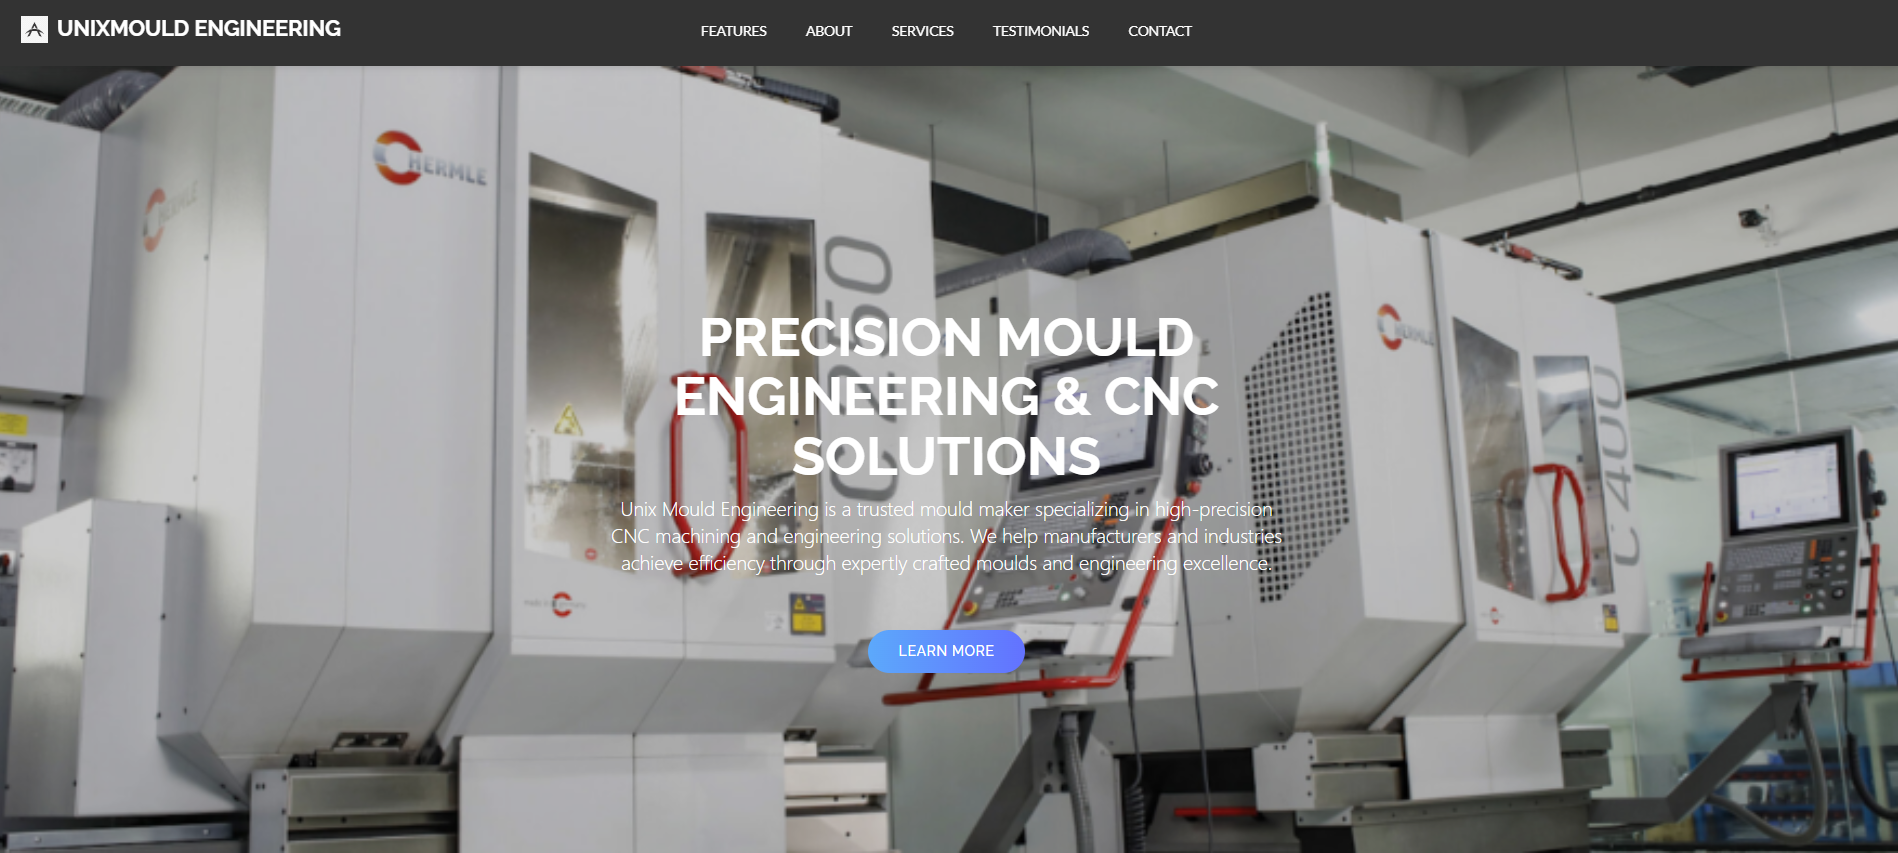 UNIXMOULD ENGINEERING
FEATURES ABOUT SERVICES TESTIMONIALS CONTACT
HERMLE
HERMLE
C 250
HERMLE
C 400
PRECISION MOULD
ENGINEERING & CNC
SOLUTIONS
Unix Mould Engineering is a trusted mould maker specializing in high-precision
CNC machining and engineering solutions. We help manufacturers and industries
achieve efficiency through expertly crafted moulds and engineering excellence.
LEARN MORE